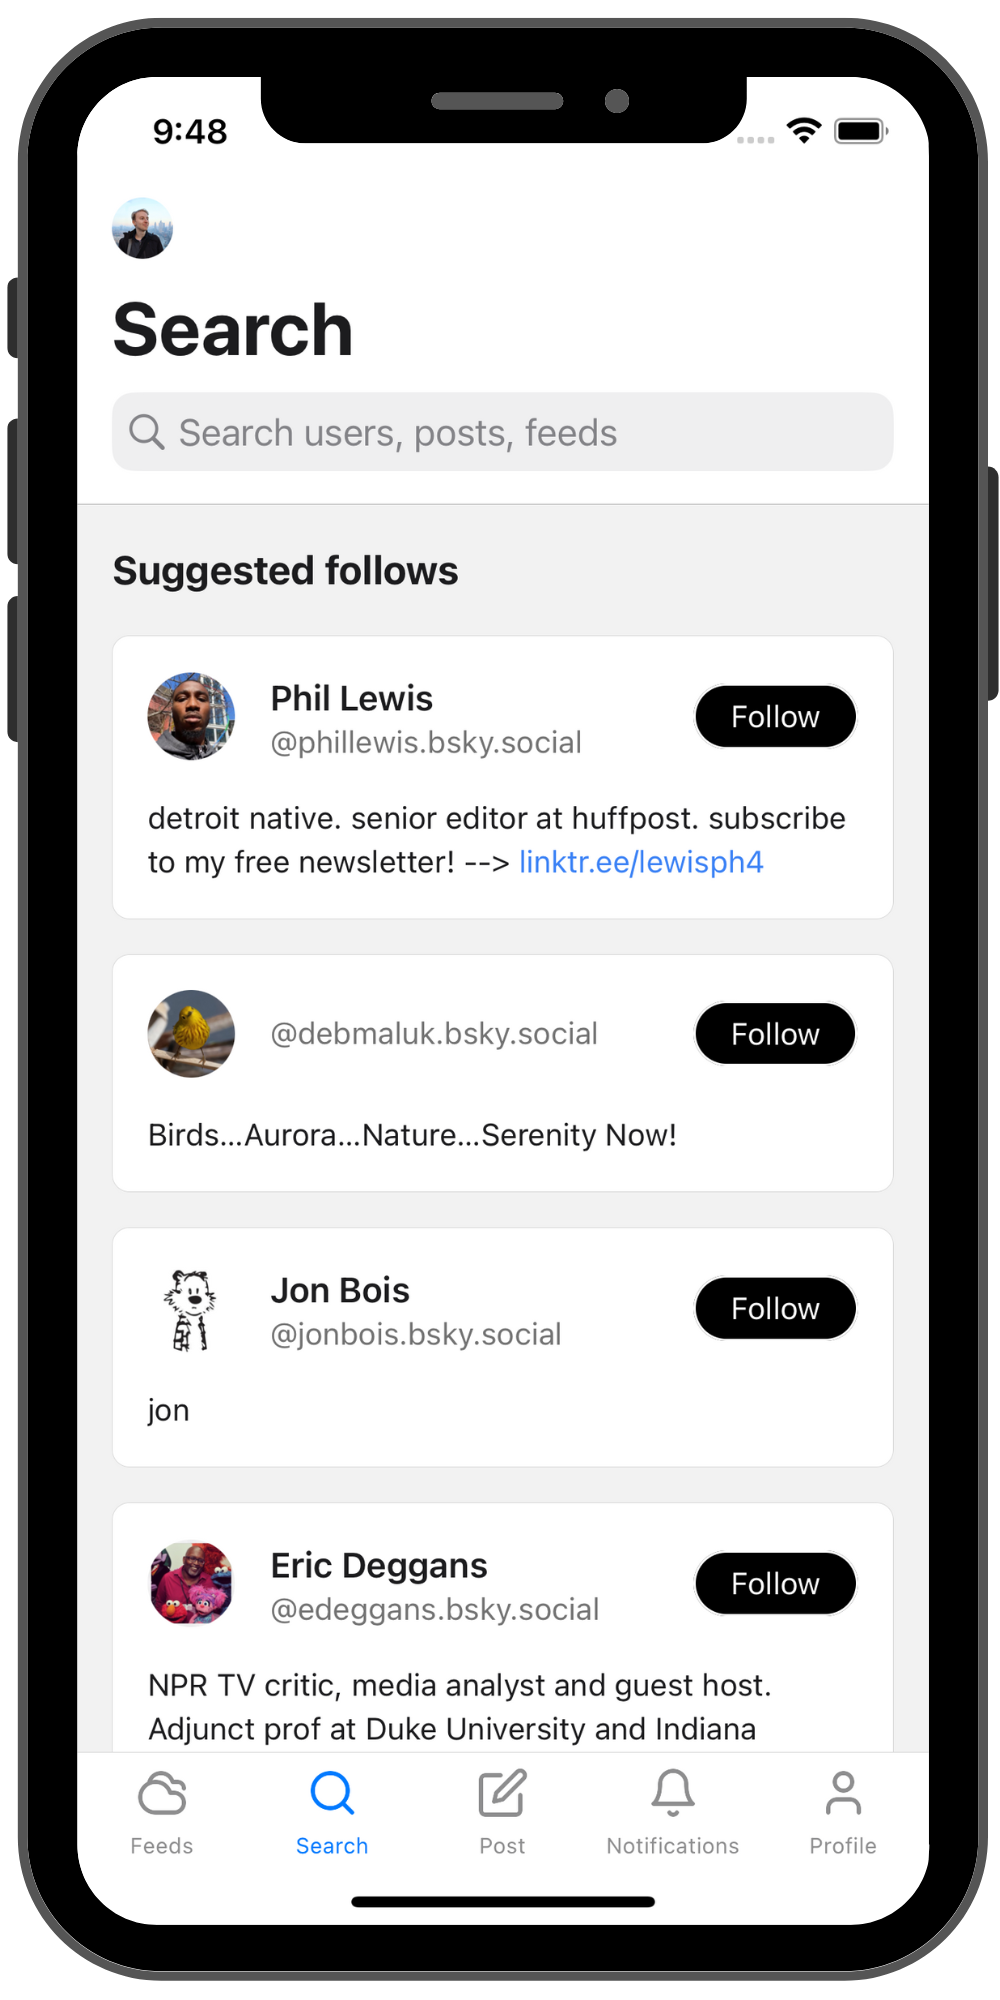 9:48
Search
Search users, posts, feeds
Suggested follows
Phil Lewis
@phillewis.bsky.social
Follow
detroit native. senior editor at huffpost. subscribe
to my free newsletter! --> linktr.ee/lewisph4
@debmaluk.bsky.social
Follow
Birds...Aurora...Nature...Serenity Now!
Jon Bois
@jonbois.bsky.social
Follow
jon
Eric Deggans
@edeggans.bsky.social
Follow
NPR TV critic, media analyst and guest host.
Adjunct prof at Duke University and Indiana
Feeds
Search
Post
Notifications
Profile